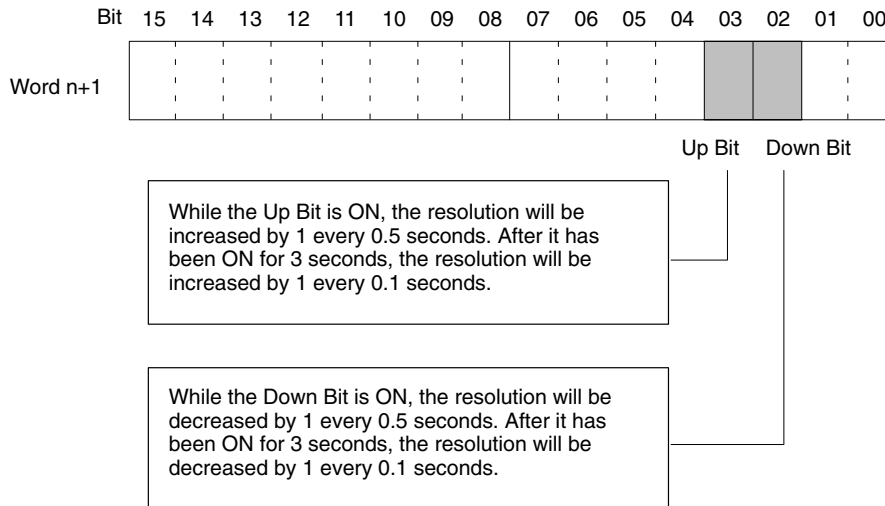 Bit 15 14 13 12 11 10 09 08 07 06 05 04 03 02 01 00
Word n+1
Up Bit Down Bit
While the Up Bit is ON, the resolution will be
increased by 1 every 0.5 seconds. After it has
been ON for 3 seconds, the resolution will be
increased by 1 every 0.1 seconds.
While the Down Bit is ON, the resolution will be
decreased by 1 every 0.5 seconds. After it has
been ON for 3 seconds, the resolution will be
decreased by 1 every 0.1 seconds.